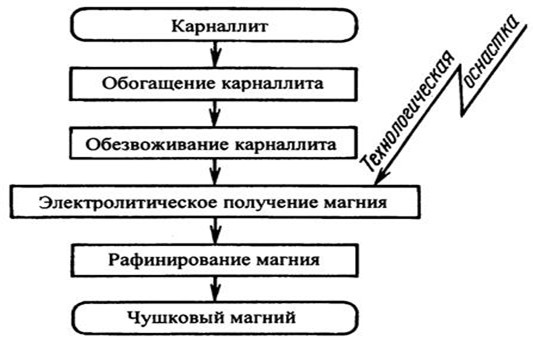 Карналлит
Обогащение карналлита
Обезвоживание карналлита
Технологическая
оснастка
Электролитическое получение магния
Рафинирование магния
Чушковый магний